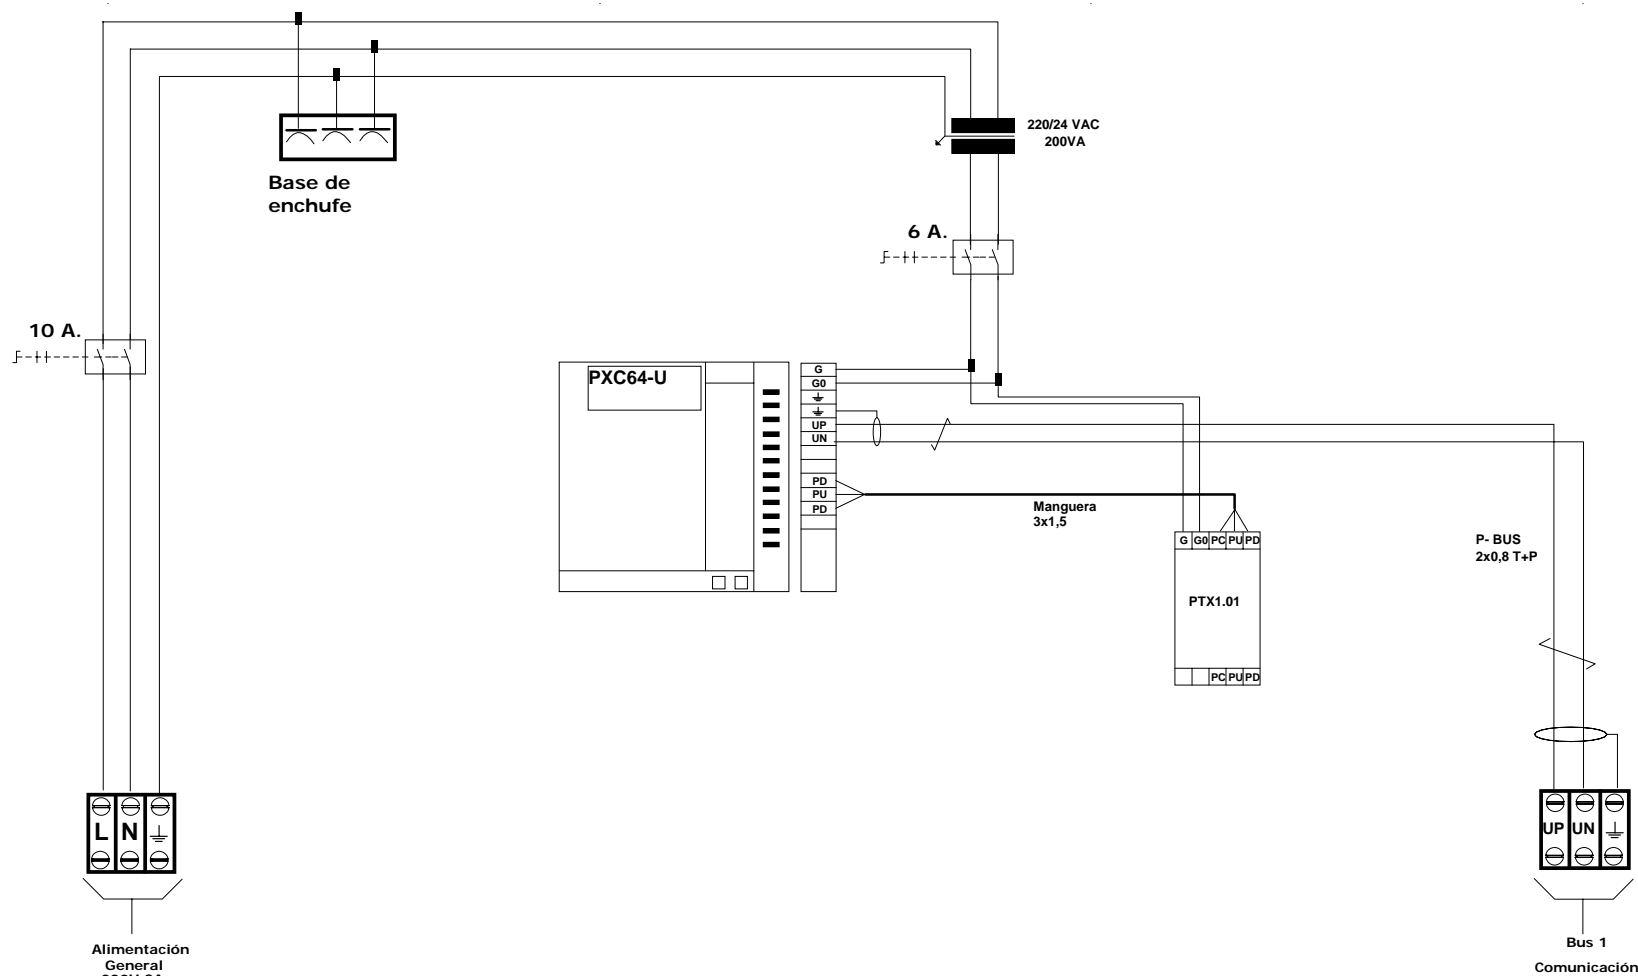 220/24 VAC
200VA
Base de
enchufe
6 A.
10 A.
PXC64-U
G
G0
UP
UN
PD
PU
PD
Manguera
3x1,5
G G0 PC PU PD
PTX1.01
PC PU PD
P- BUS
2x0,8 T+P
L N
UP UN
Alimentación
General
Bus 1
Comunicación